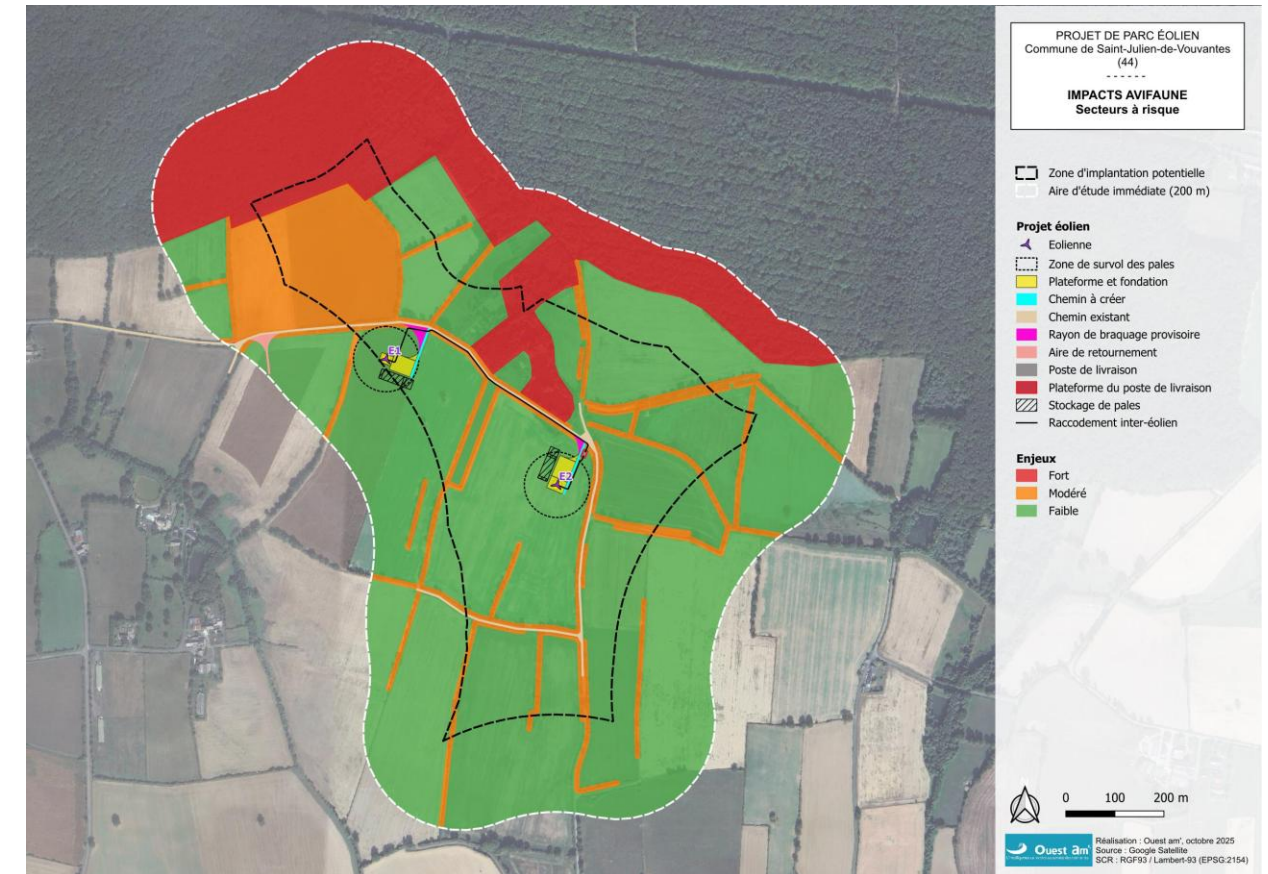 PROJET DE PARC ÉOLIEN
Commune de Saint-Julien-de-Vouvantes
(44)
- - - - - -
IMPACTS AVIFAUNE
Secteurs à risque
Zone d'implantation potentielle
Aire d'étude immédiate (200 m)
Projet éolien
Eolienne
Zone de survol des pales
Plateforme et fondation
Chemin à créer
Chemin existant
Rayon de braquage provisoire
Aire de retournement
Poste de livraison
Plateforme du poste de livraison
Stockage de pales
Raccodement inter-éolien
Enjeux
Fort
Modéré
Faible
E1
E2
0 100 200 m
Ouest am'
Réalisation : Ouest am', octobre 2025
Source : Google Satellite
SCR : RGF93 / Lambert-93 (EPSG:2154)